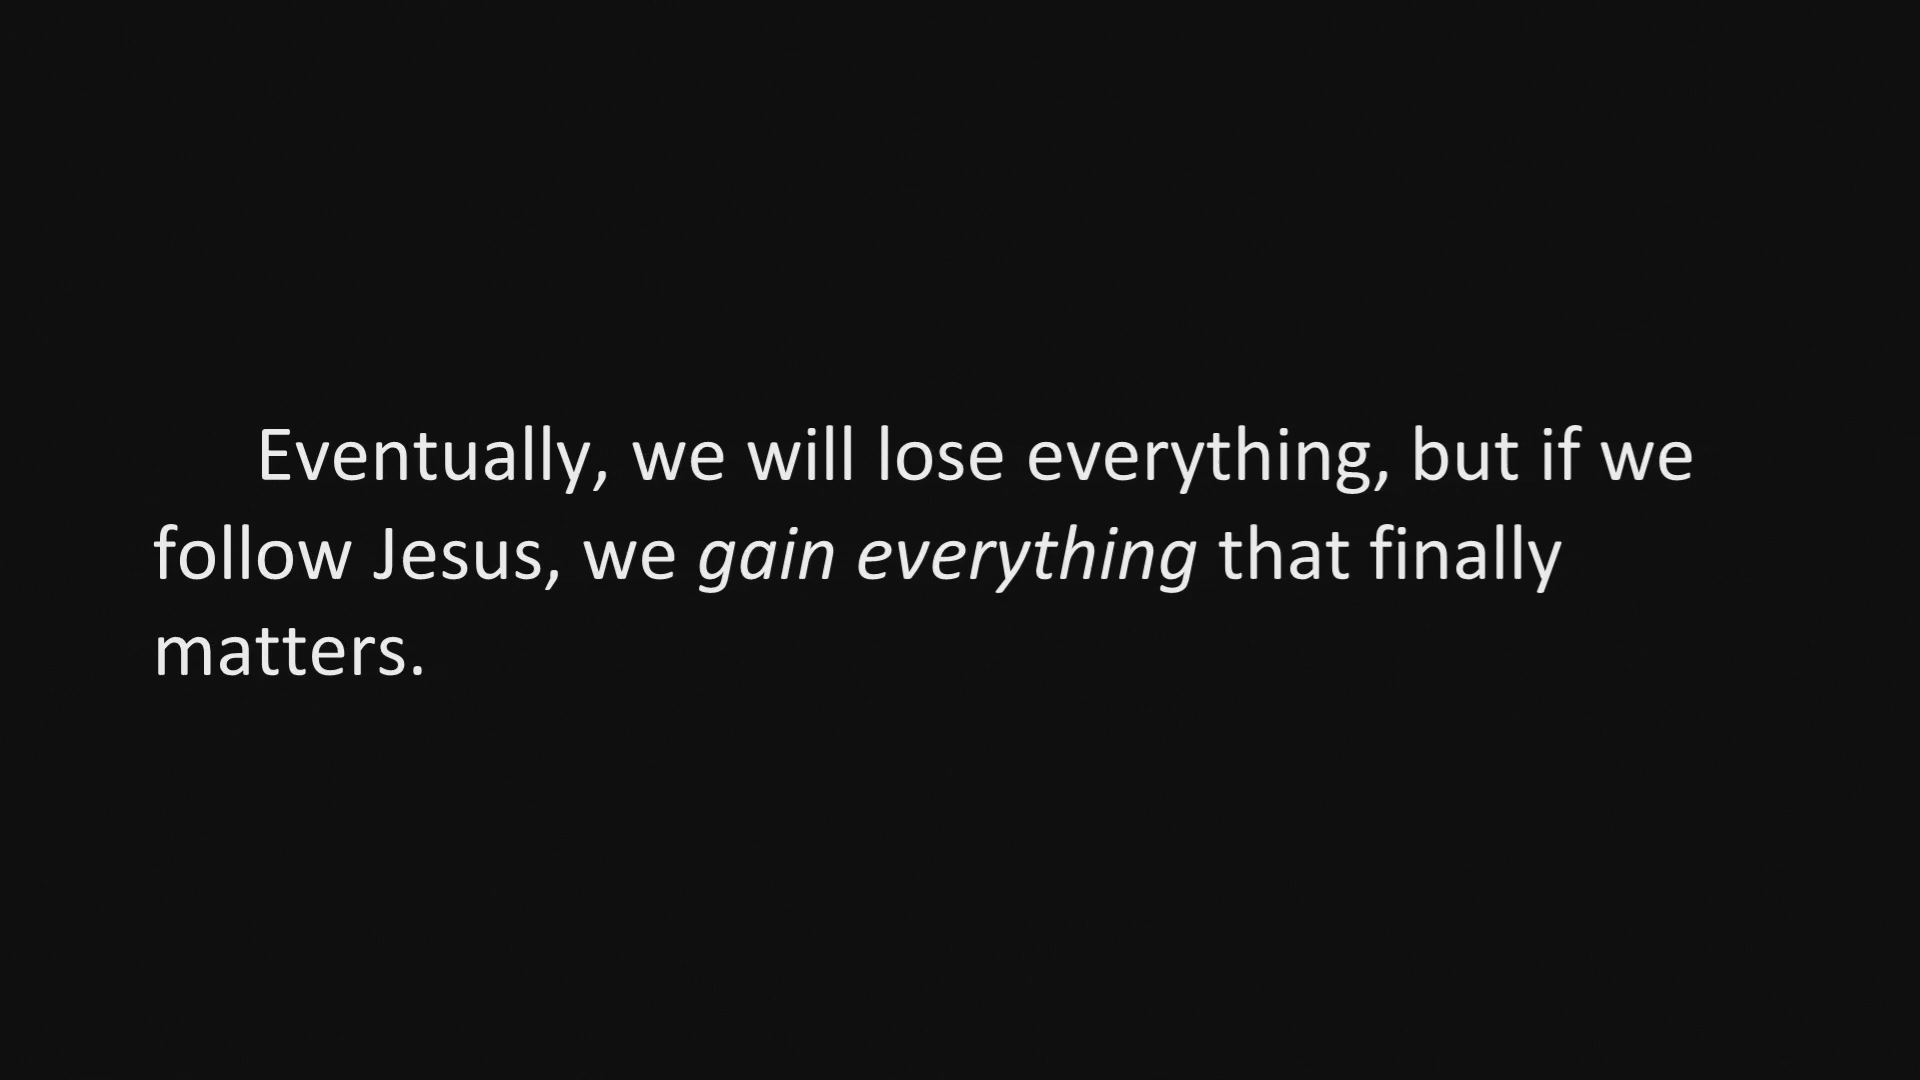 Eventually, we will lose everything, but if we
follow Jesus, we gain everything that finally
matters.